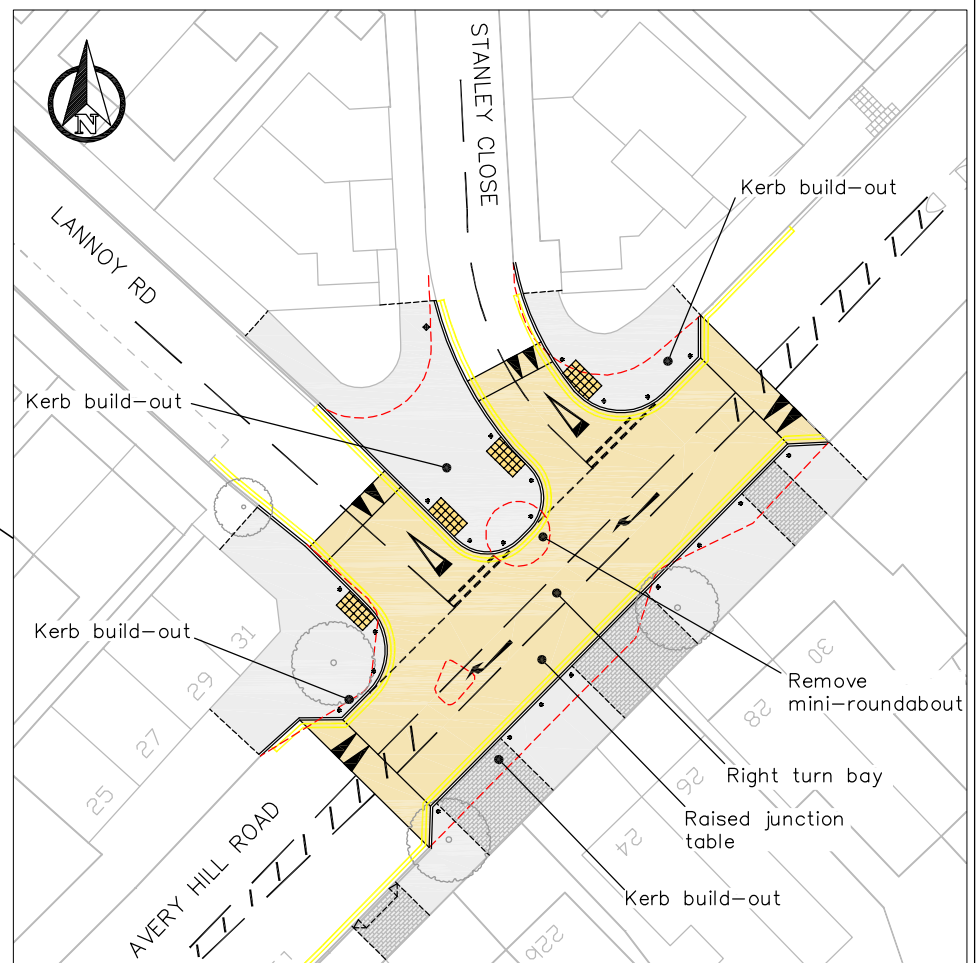 STANLEY CLOSE
N
Kerb build-out
LANNOY RD
Kerb build-out
Kerb build-out
31
29
27
25
30
28
26
24
22b
Remove
mini-roundabout
Right turn bay
Raised junction
table
Kerb build-out
AVERY HILL ROAD